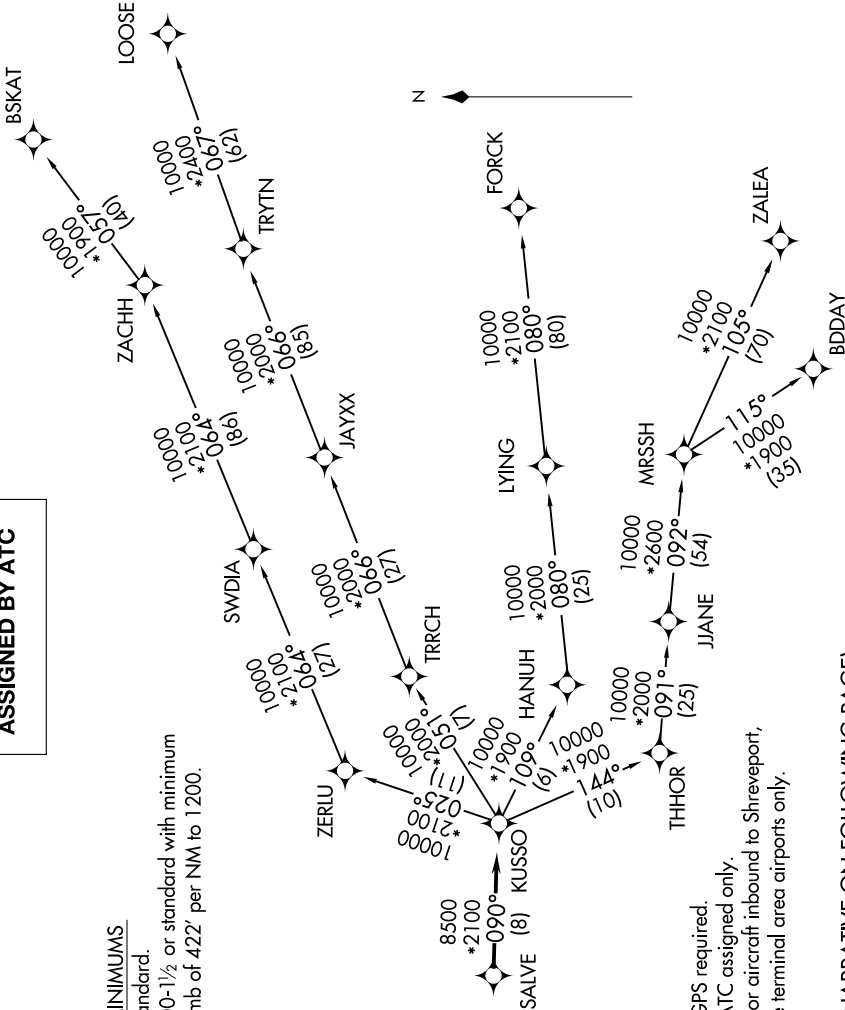 ASSIGNED BY ATC
INIMUMS
andard.
00-1½ or standard with minimum
mb of 422' per NM to 1200.
N
SALVE
8500
*2100
090°
(8)
KUSSO
10000
*2100
025°
(11)
ZERLU
10000
*2100
064°
(27)
SWDIA
10000
*2100
064°
(86)
ZACHH
10000
*1900
057°
(40)
BSKAT
10000
*2000
051°
(7)
TRRCH
10000
*2000
066°
(27)
JAYXX
10000
*2000
066°
(85)
TRYTN
10000
*2400
067°
(62)
LOOSE
10000
*1900
109°
(6)
HANUH
10000
*2000
080°
(25)
LYING
10000
*2100
080°
(80)
FORCK
10000
*1900
144°
(10)
THHOR
10000
*2000
091°
(25)
JJANE
10000
*2600
092°
(54)
MRSSH
10000
*2100
105°
(70)
ZALEA
115°
10000
*1900
(35)
BDDAY
GPS required.
ATC assigned only.
or aircraft inbound to Shreveport,
e terminal area airports only.